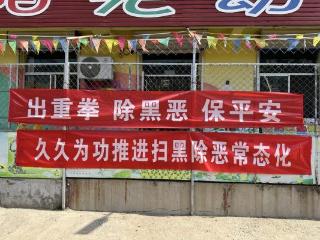 出重拳 除黑恶 保平安
久久为功推进扫黑除恶常态化